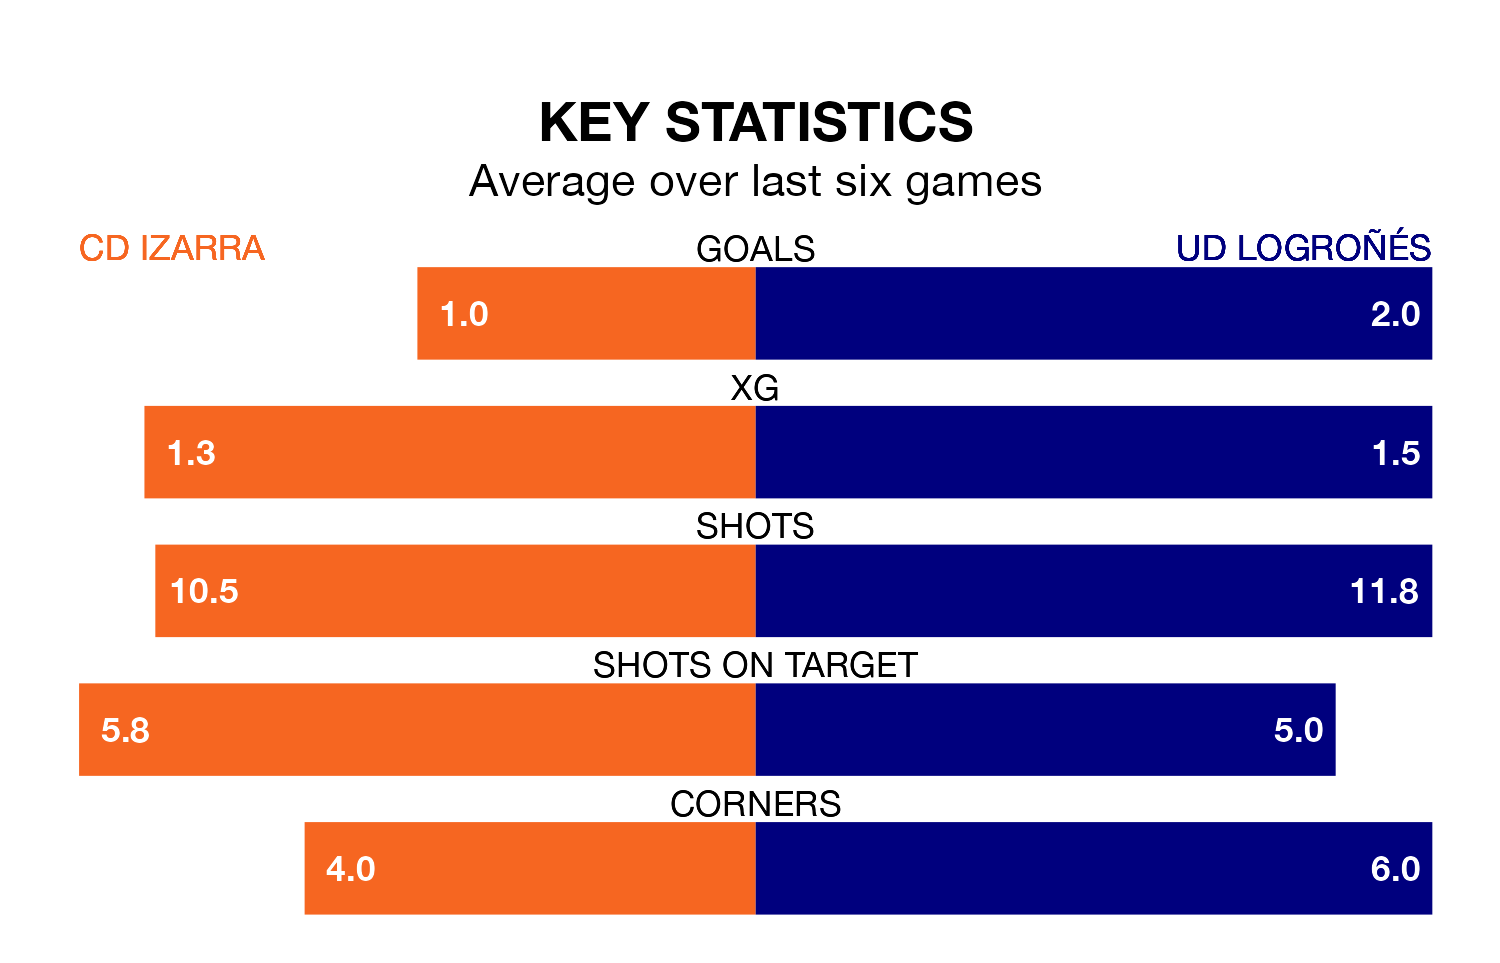 KEY STATISTICS
Average over last six games
CD IZARRA GOALS UD LOGROÑÉS
1.0 2.0
XG
1.3 1.5
SHOTS
10.5 11.8
SHOTS ON TARGET
5.8 5.0
CORNERS
4.0 6.0